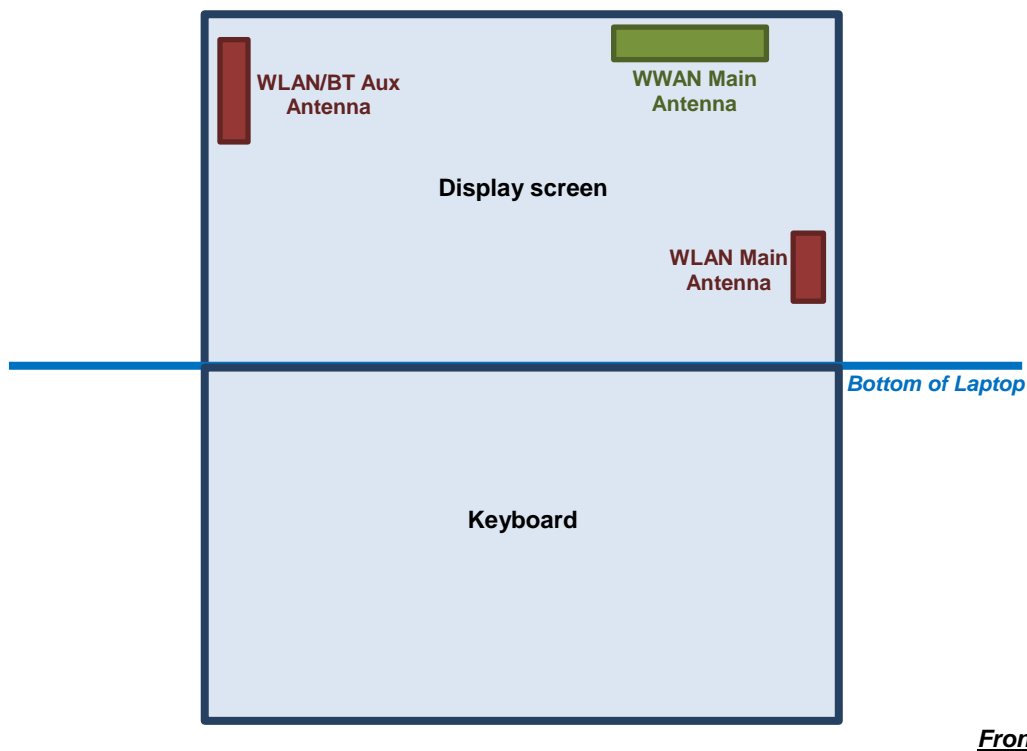 WLAN/BT Aux
Antenna
WWAN Main
Antenna
Display screen
WLAN Main
Antenna
Bottom of Laptop
Keyboard